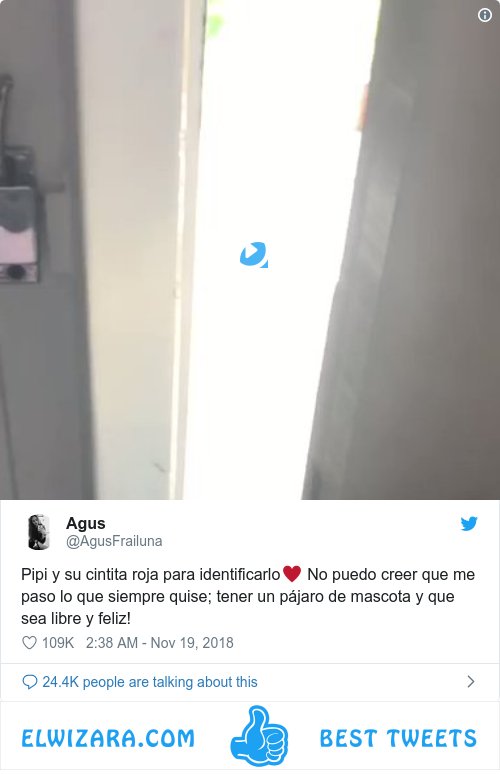 Agus
@AgusFrailuna
Pipi y su cintita roja para identificarlo♥ No puedo creer que me
paso lo que siempre quise; tener un pájaro de mascota y que
sea libre y feliz!
109K 2:38 AM - Nov 19, 2018
24.4K people are talking about this
ELWIZARA.COM BEST TWEETS